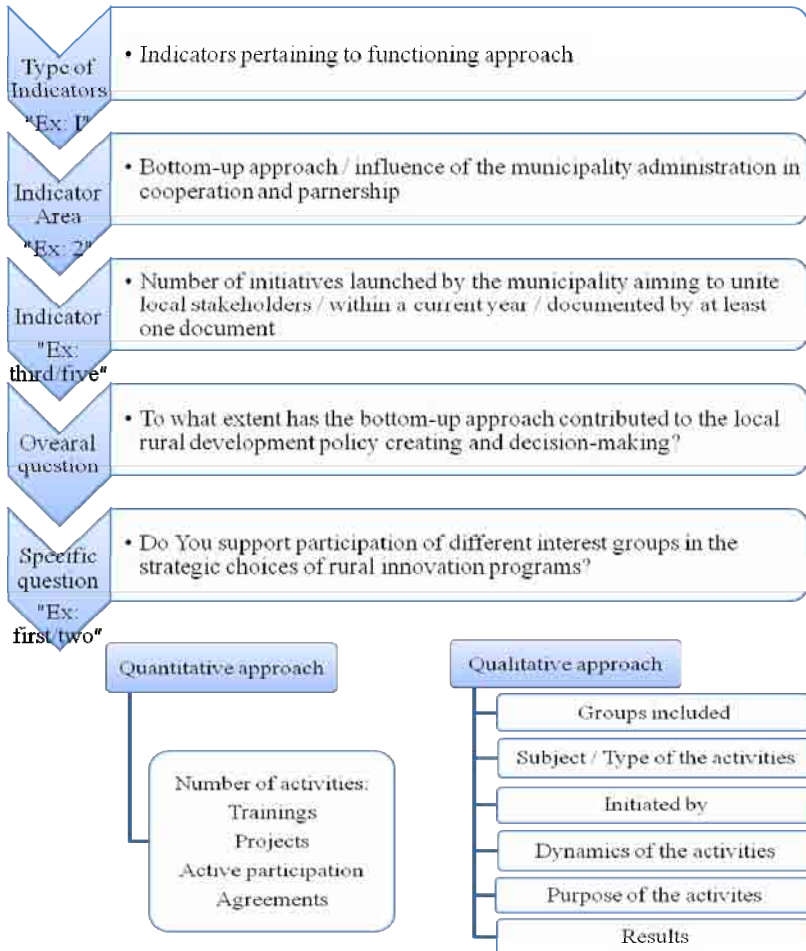 Type of
Indicators
"Ex: I"
• Indicators pertaining to functioning approach
Indicator
Area
"Ex: 2"
• Bottom-up approach / influence of the municipality administration in
cooperation and parnership
Indicator
"Ex:
third/five"
• Number of initiatives launched by the municipality aiming to unite
local stakeholders / within a current year / documented by at least
one document
Ovearal
question
• To what extent has the bottom-up approach contributed to the local
rural development policy creating and decision-making?
Specific
question
"Ex:
first/two"
• Do You support participation of different interest groups in the
strategic choices of rural innovation programs?
Quantitative approach
Number of activities:
Trainings
Projects
Active participation
Agreements
Qualitative approach
Groups included
Subject / Type of the activities
Initiated by
Dynamics of the activities
Purpose of the activites
Results